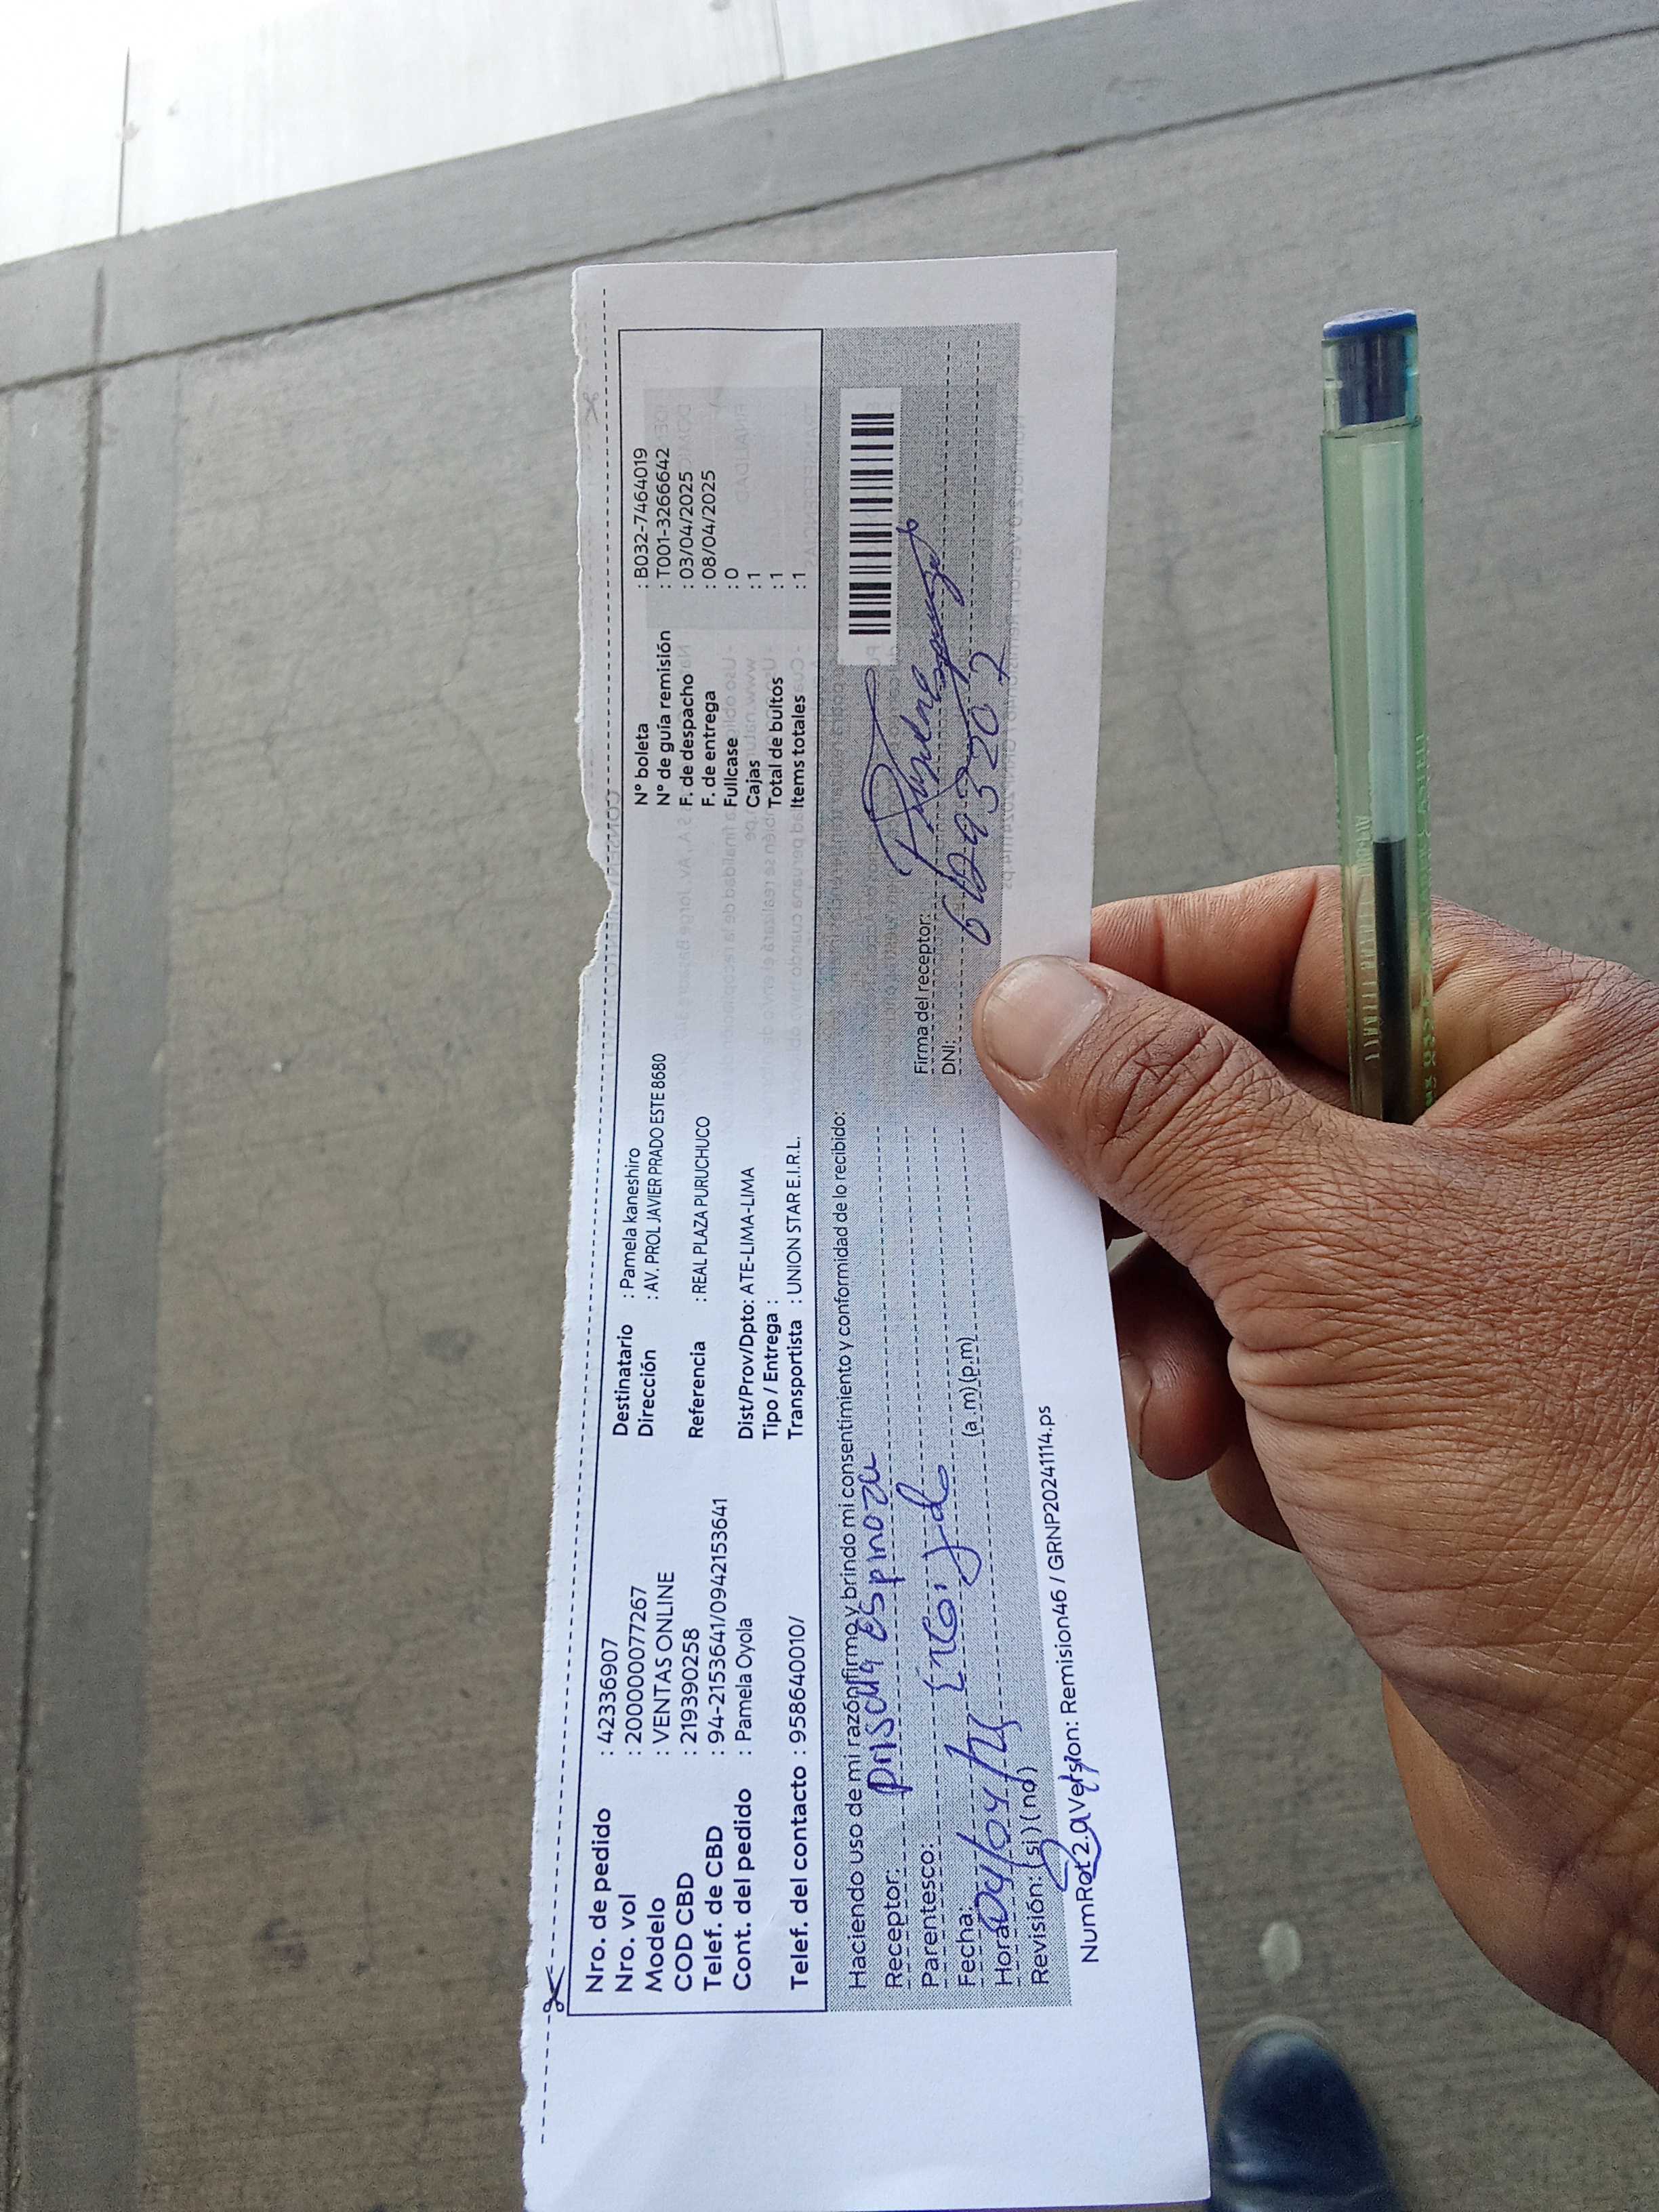 Nro. de pedido : 42336907
Nro. vol : 20000077267
Modelo : VENTAS ONLINE
COD CBD : 219390258
Telef. de CBD : 94-2153641/0942153641
Cont. del pedido : Pamela Oyola
Telef. del contacto : 958640010/
Destinatario : Pamela kaneshiro
Dirección : AV. PROL JAVIER PRADO ESTE 8680
Referencia : REAL PLAZA PURUCHUCO
Dist/Prov/Dpto: ATE-LIMA-LIMA
Tipo / Entrega :
Transportista : UNION STAR E.I.R.L.
N° boleta : B032-7464019
N° de guía remisión : T001-3266642
F. de despacho : 03/04/2025
F. de entrega : 08/04/2025
Fullcase : 0
Cajas : 1
Total de bultos : 1
Items totales : 1
Haciendo uso de mi razón firmo y brindo mi consentimiento y conformidad de lo recibido:
Receptor: Priscila Espinoza
Parentesco:
Fecha: 04/04/25
Hora: (a.m)(p.m)
Revisión: (si) (no)
Firma del receptor:
DNI:
NumRot 2.0 Version: Remision46 / GRNP20241114.ps